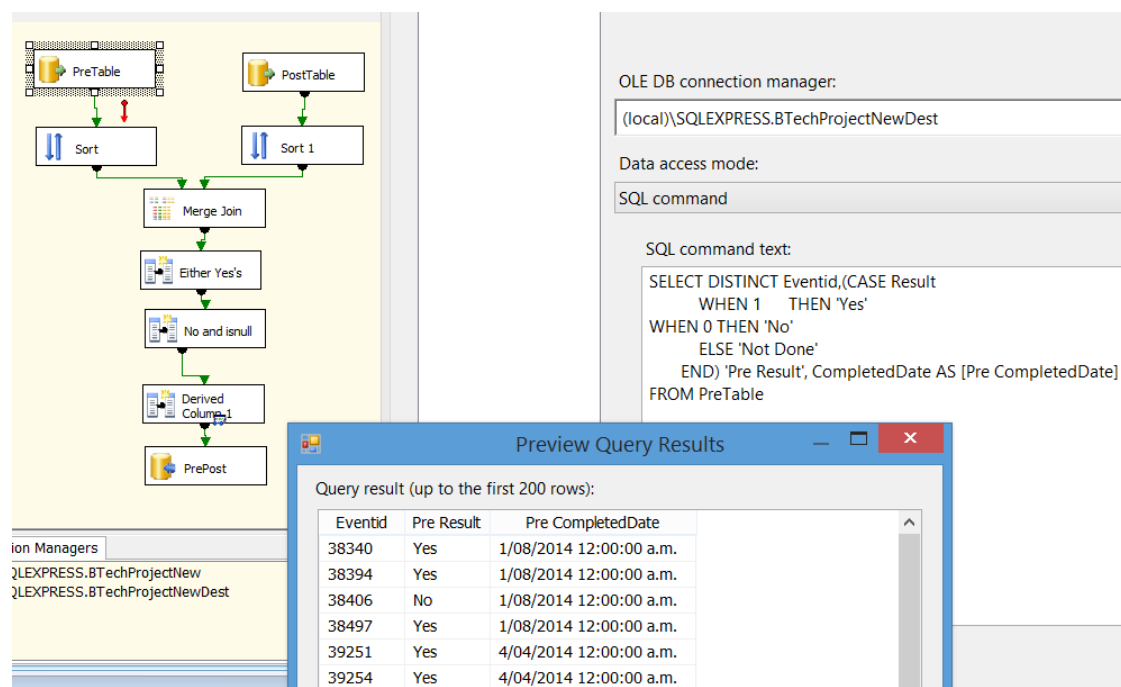 PreTable
PostTable
Sort
Sort 1
Merge Join
Either Yes's
No and isnull
Derived
Column 1
PrePost
ion Managers
QLEXPRESS.BTechProjectNew
QLEXPRESS.BTechProjectNewDest
OLE DB connection manager:
(local)\SQLEXPRESS.BTechProjectNewDest
Data access mode:
SQL command
SQL command text:
SELECT DISTINCT Eventid,(CASE Result
WHEN 1 THEN 'Yes'
WHEN 0 THEN 'No'
ELSE 'Not Done'
END) 'Pre Result', CompletedDate AS [Pre CompletedDate]
FROM PreTable
Preview Query Results
Query result (up to the first 200 rows):
Eventid Pre Result Pre CompletedDate
38340 Yes 1/08/2014 12:00:00 a.m.
38394 Yes 1/08/2014 12:00:00 a.m.
38406 No 1/08/2014 12:00:00 a.m.
38497 Yes 1/08/2014 12:00:00 a.m.
39251 Yes 4/04/2014 12:00:00 a.m.
39254 Yes 4/04/2014 12:00:00 a.m.